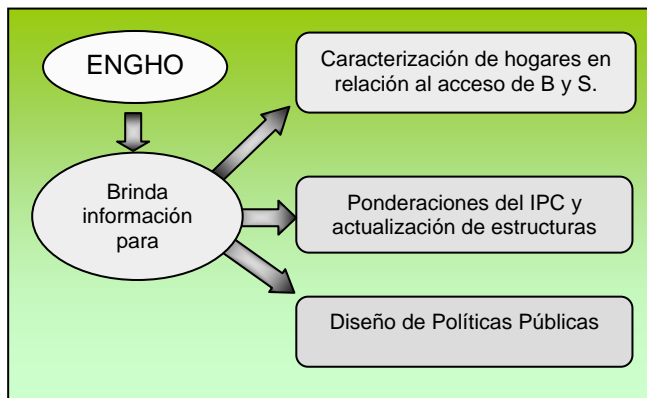 ENGHO
Brinda
información
para
Caracterización de hogares en
relación al acceso de B y S.
Ponderaciones del IPC y
actualización de estructuras
Diseño de Políticas Públicas